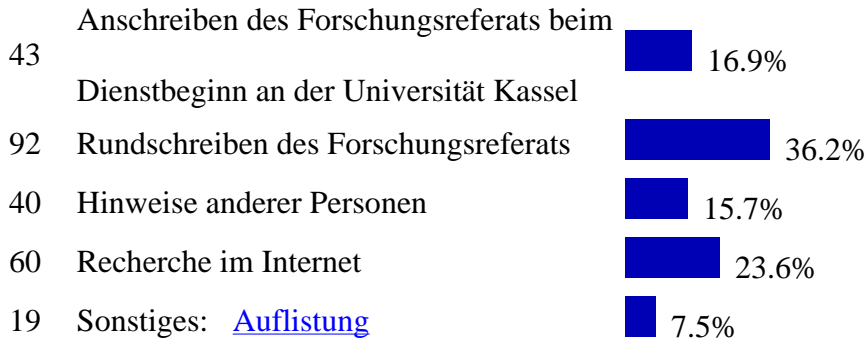 43 Anschreiben des Forschungsreferats beim
Dienstbeginn an der Universität Kassel 16.9%
92 Rundschreiben des Forschungsreferats 36.2%
40 Hinweise anderer Personen 15.7%
60 Recherche im Internet 23.6%
19 Sonstiges: Auflistung 7.5%